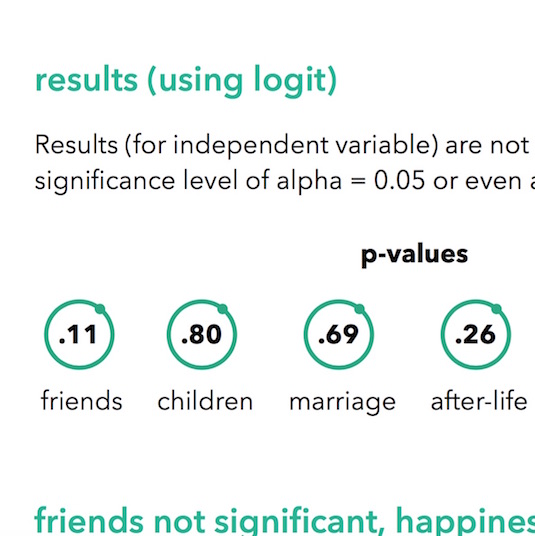 results (using logit)
Results (for independent variable) are not
significance level of alpha = 0.05 or even a
p-values
.11 .80 .69 .26
friends children marriage after-life
friends not significant, happines